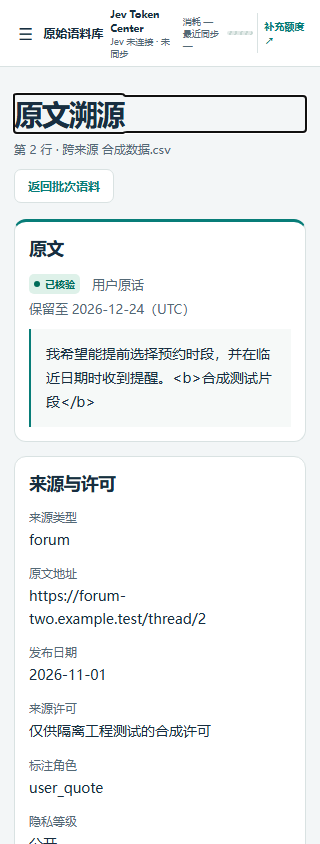 ☰ 原始语料库
Jev Token Center
Jev 未连接 · 未同步
消耗 —
最近同步 —
补充额度 ↗
原文溯源
第 2 行 · 跨来源 合成数据.csv
返回批次语料
原文
已核验 用户原话
保留至 2026-12-24（UTC）
我希望能提前选择预约时段，并在临
近日期时收到提醒。<b>合成测试片
段</b>
来源与许可
来源类型
forum
原文地址
https://forum-
two.example.test/thread/2
发布日期
2026-11-01
来源许可
仅供隔离工程测试的合成许可
标注角色
user_quote
隐私等级
公开